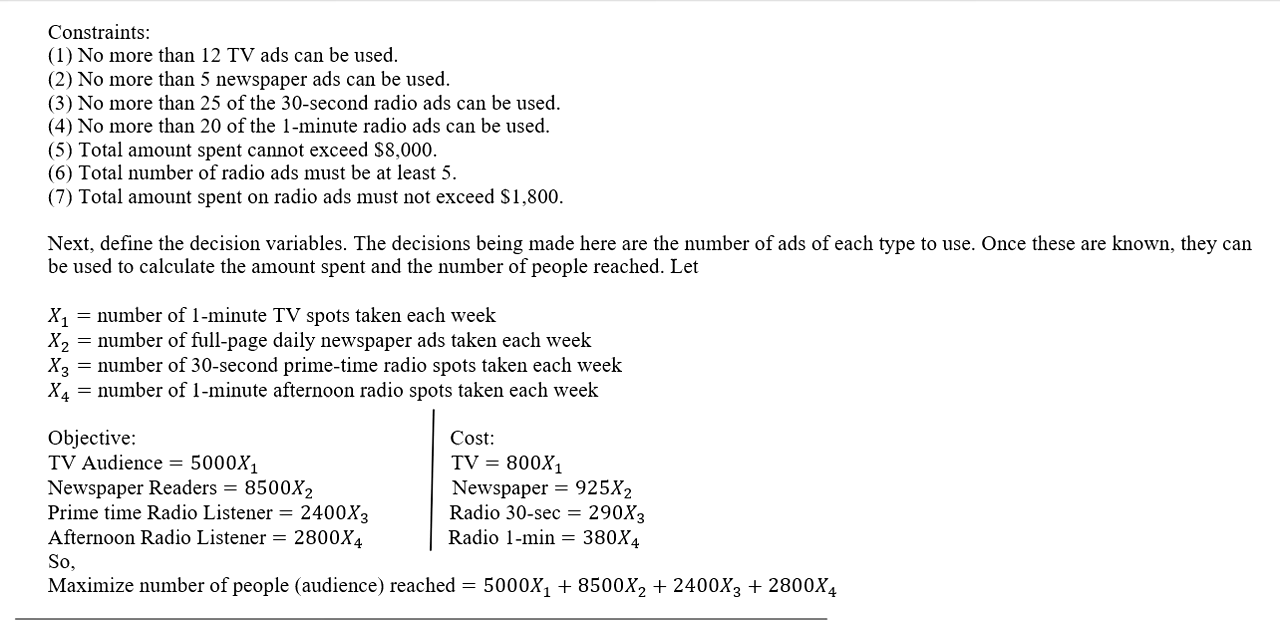 Constraints:
(1) No more than 12 TV ads can be used.
(2) No more than 5 newspaper ads can be used.
(3) No more than 25 of the 30-second radio ads can be used.
(4) No more than 20 of the 1-minute radio ads can be used.
(5) Total amount spent cannot exceed $8,000.
(6) Total number of radio ads must be at least 5.
(7) Total amount spent on radio ads must not exceed $1,800.
Next, define the decision variables. The decisions being made here are the number of ads of each type to use. Once these are known, they can
be used to calculate the amount spent and the number of people reached. Let
X₁ = number of 1-minute TV spots taken each week
X₂ = number of full-page daily newspaper ads taken each week
X₃ = number of 30-second prime-time radio spots taken each week
X₄ = number of 1-minute afternoon radio spots taken each week
Objective:
TV Audience = 5000X₁
Newspaper Readers = 8500X₂
Prime time Radio Listener = 2400X₃
Afternoon Radio Listener = 2800X₄
Cost:
TV = 800X₁
Newspaper = 925X₂
Radio 30-sec = 290X₃
Radio 1-min = 380X₄
So,
Maximize number of people (audience) reached = 5000X₁ + 8500X₂ + 2400X₃ + 2800X₄